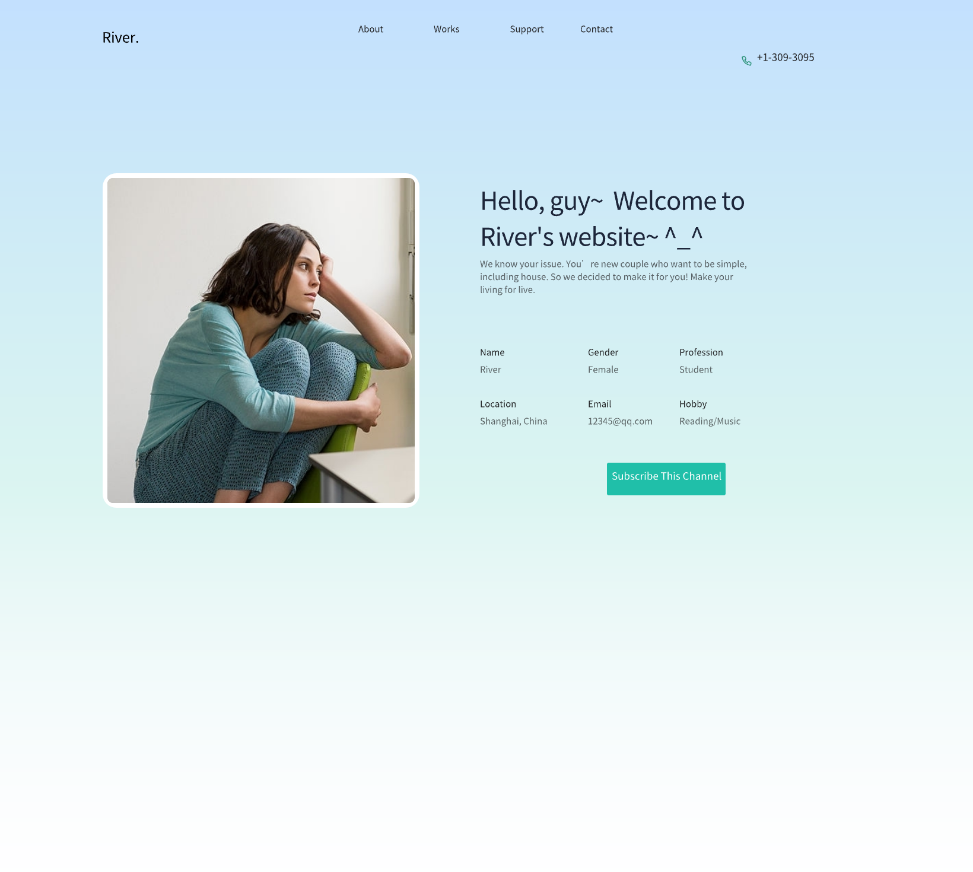 River.
About Works Support Contact
+1-309-3095
Hello, guy~ Welcome to
River's website~ ^_^
We know your issue. You' re new couple who want to be simple,
including house. So we decided to make it for you! Make your
living for live.
Name Gender Profession
River Female Student
Location Email Hobby
Shanghai, China 12345@qq.com Reading/Music
Subscribe This Channel